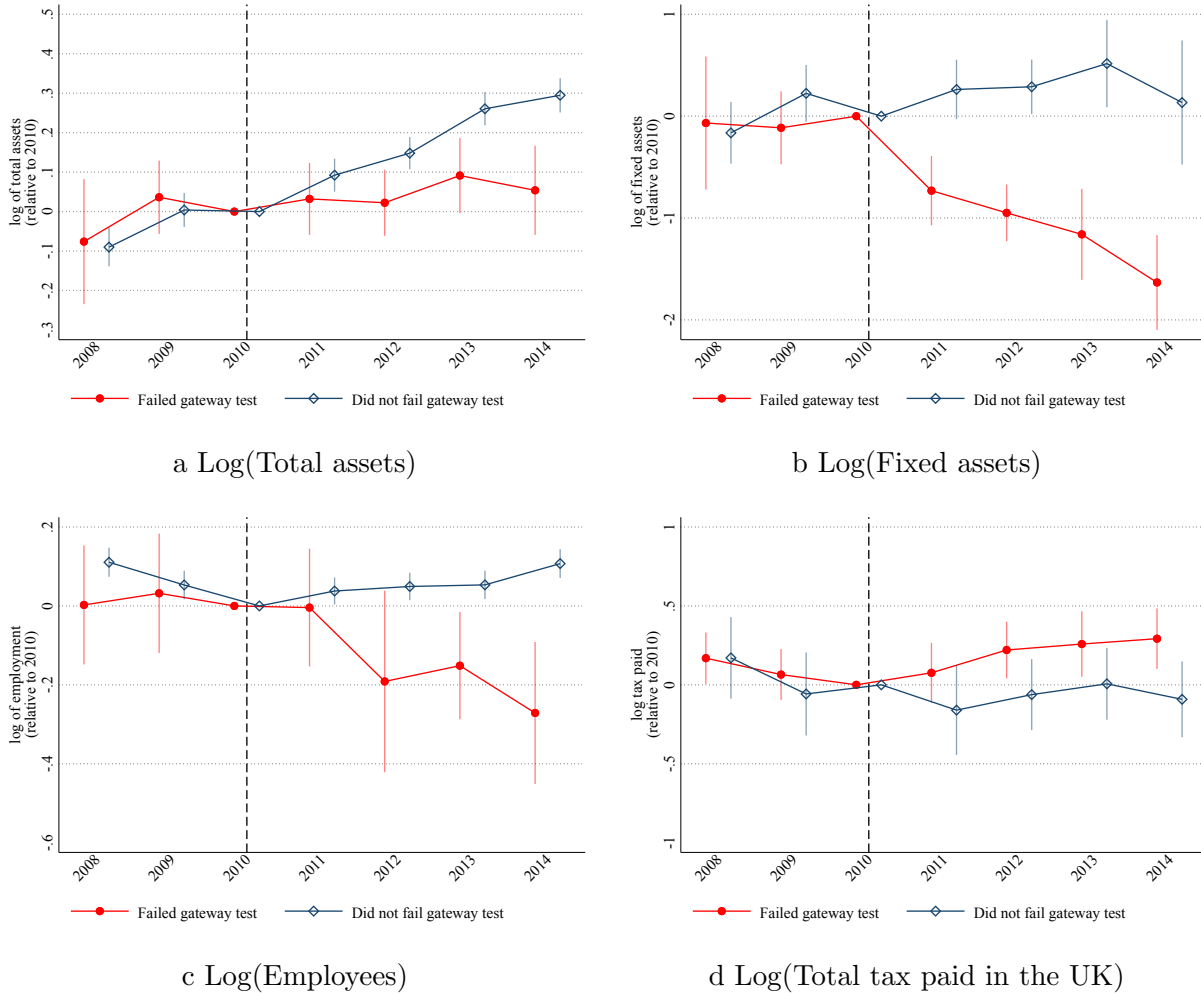 log of total assets
(relative to 2010)
.5
.4
.3
.2
.1
0
-.1
-.2
-.3
2008
2009
2010
2011
2012
2013
2014
Failed gateway test
Did not fail gateway test
a Log(Total assets)
log of fixed assets
(relative to 2010)
1
0
-1
-2
2008
2009
2010
2011
2012
2013
2014
Failed gateway test
Did not fail gateway test
b Log(Fixed assets)
log of employment
(relative to 2010)
.2
0
-.2
-.4
-.6
2008
2009
2010
2011
2012
2013
2014
Failed gateway test
Did not fail gateway test
c Log(Employees)
log tax paid
(relative to 2010)
1
.5
0
-.5
-1
2008
2009
2010
2011
2012
2013
2014
Failed gateway test
Did not fail gateway test
d Log(Total tax paid in the UK)